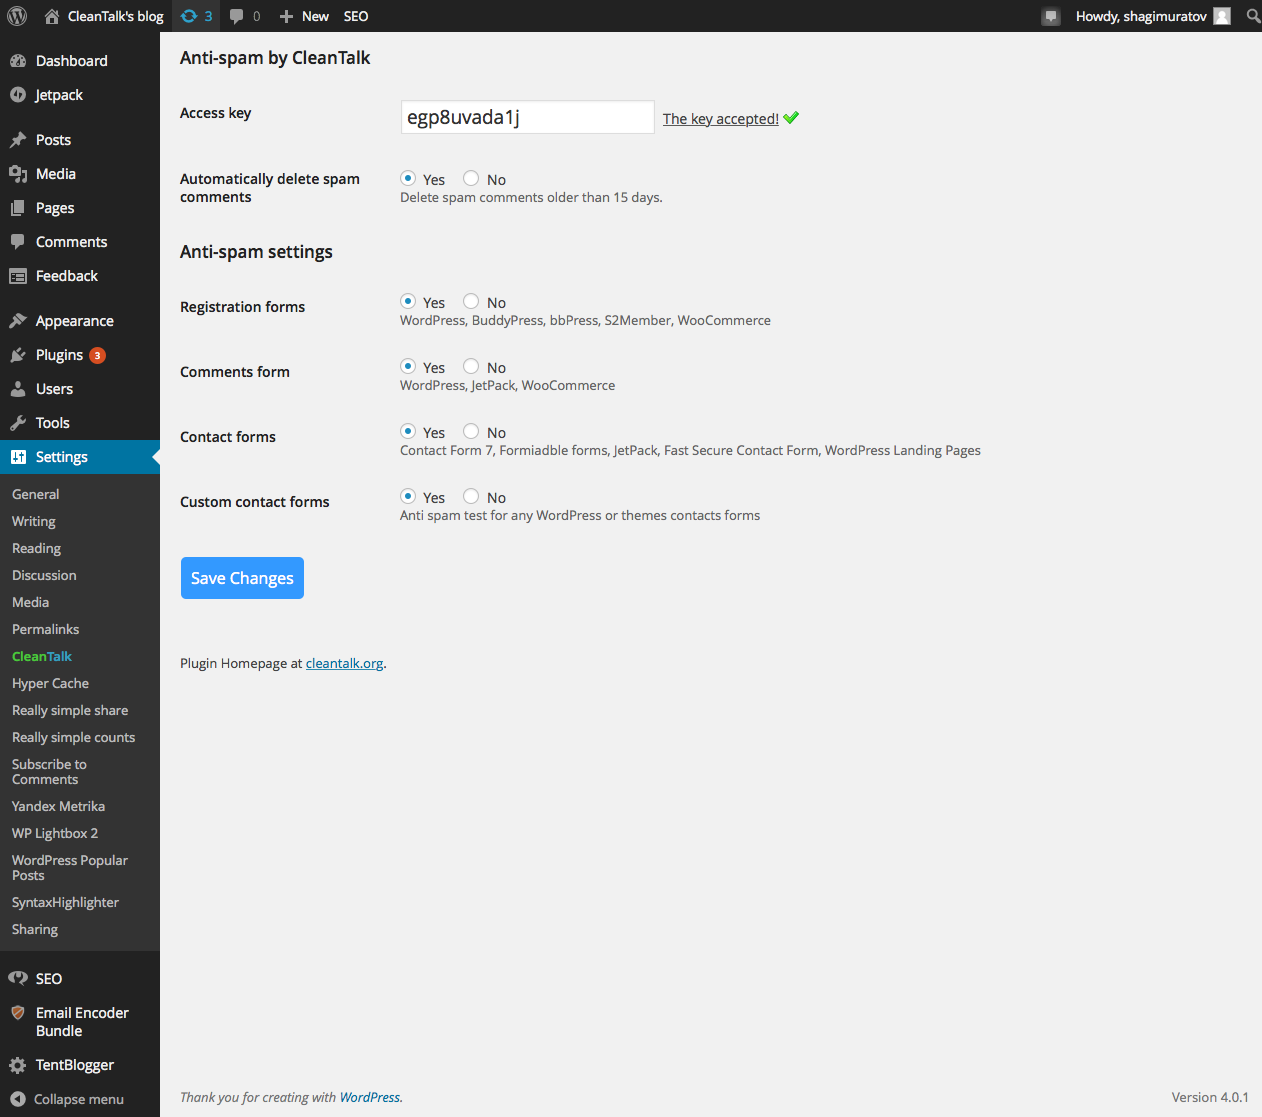 CleanTalk's blog
3
0
New
SEO
Howdy, shagimuratov
Dashboard
Jetpack
Posts
Media
Pages
Comments
Feedback
Appearance
Plugins 3
Users
Tools
Settings
General
Writing
Reading
Discussion
Media
Permalinks
CleanTalk
Hyper Cache
Really simple share
Really simple counts
Subscribe to
Comments
Yandex Metrika
WP Lightbox 2
WordPress Popular
Posts
SyntaxHighlighter
Sharing
SEO
Email Encoder
Bundle
TentBlogger
Collapse menu
Anti-spam by CleanTalk
Access key
egp8uvada1j
The key accepted!
Automatically delete spam
comments
Yes No
Delete spam comments older than 15 days.
Anti-spam settings
Registration forms
Yes No
WordPress, BuddyPress, bbPress, S2Member, WooCommerce
Comments form
Yes No
WordPress, JetPack, WooCommerce
Contact forms
Yes No
Contact Form 7, Formiadble forms, JetPack, Fast Secure Contact Form, WordPress Landing Pages
Custom contact forms
Yes No
Anti spam test for any WordPress or themes contacts forms
Save Changes
Plugin Homepage at cleantalk.org.
Thank you for creating with WordPress.
Version 4.0.1